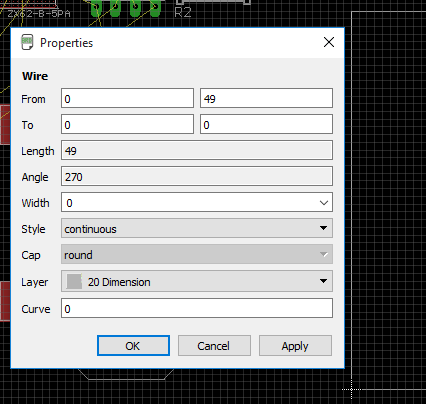 ZX62-B-5PA
R2
Properties
Wire
From 0 49
To 0 0
Length 49
Angle 270
Width 0
Style continuous
Cap round
Layer 20 Dimension
Curve 0
OK Cancel Apply